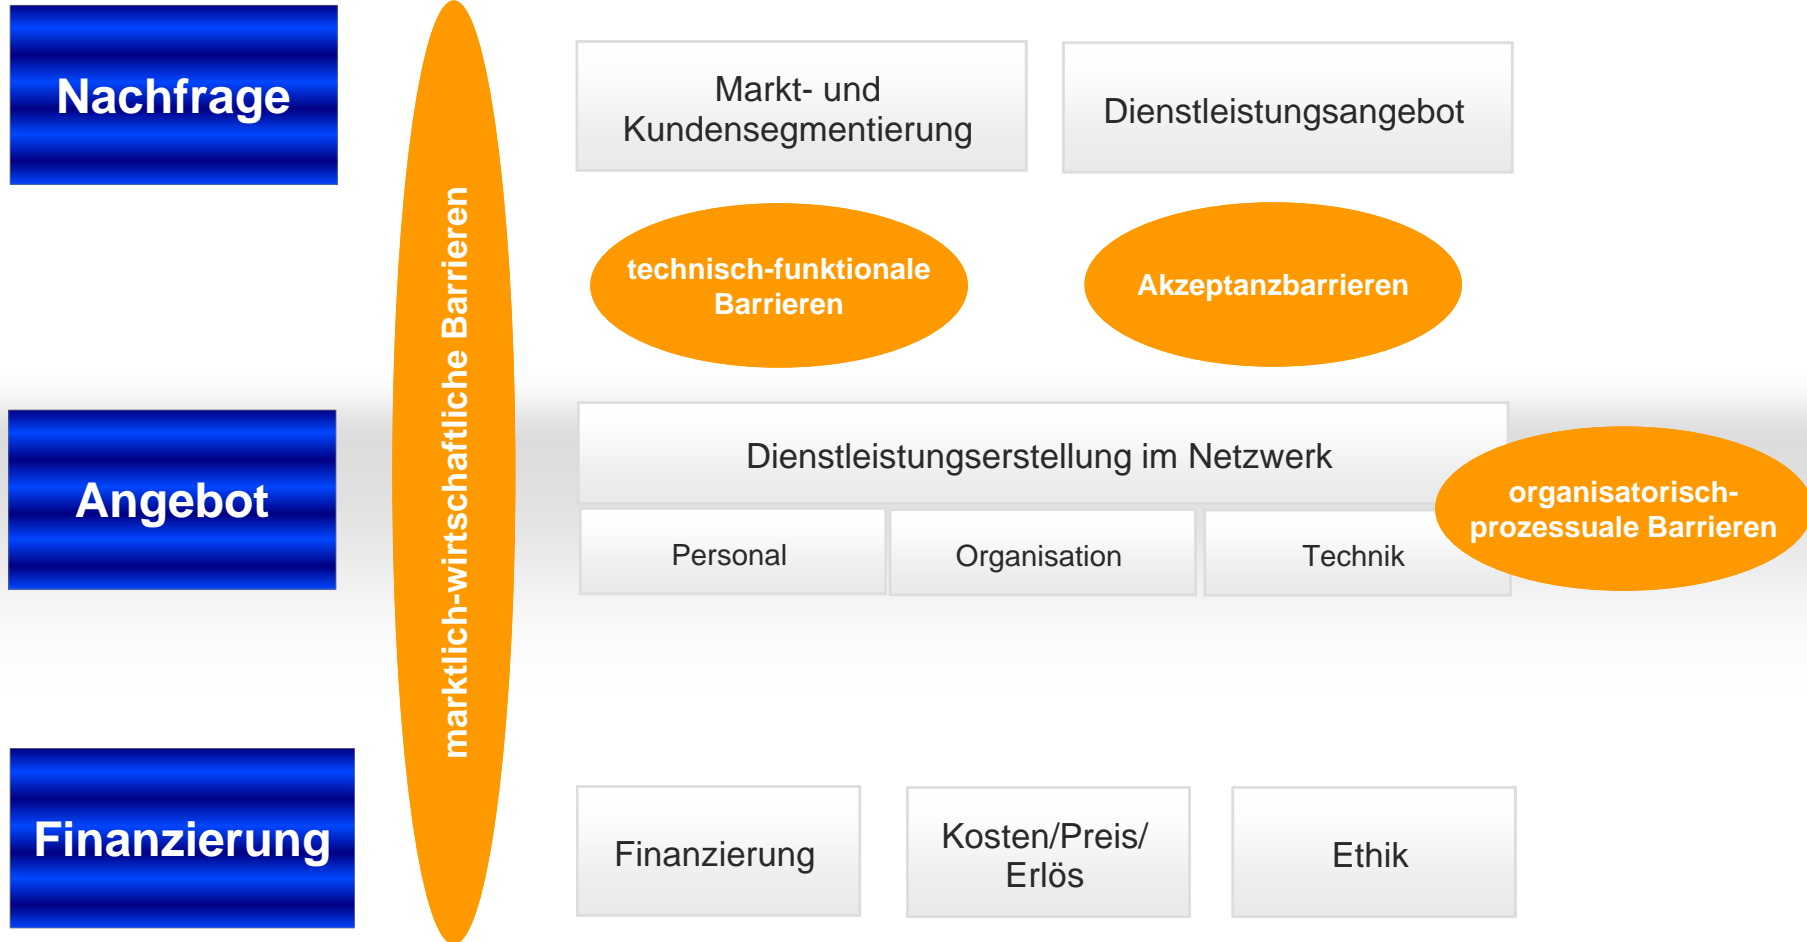 Nachfrage
Markt- und
Kundensegmentierung
Dienstleistungsangebot
marktlich-wirtschaftliche Barrieren
technisch-funktionale
Barrieren
Akzeptanzbarrieren
Angebot
Dienstleistungserstellung im Netzwerk
Personal
Organisation
Technik
organisatorisch-
prozessuale Barrieren
Finanzierung
Finanzierung
Kosten/Preis/
Erlös
Ethik